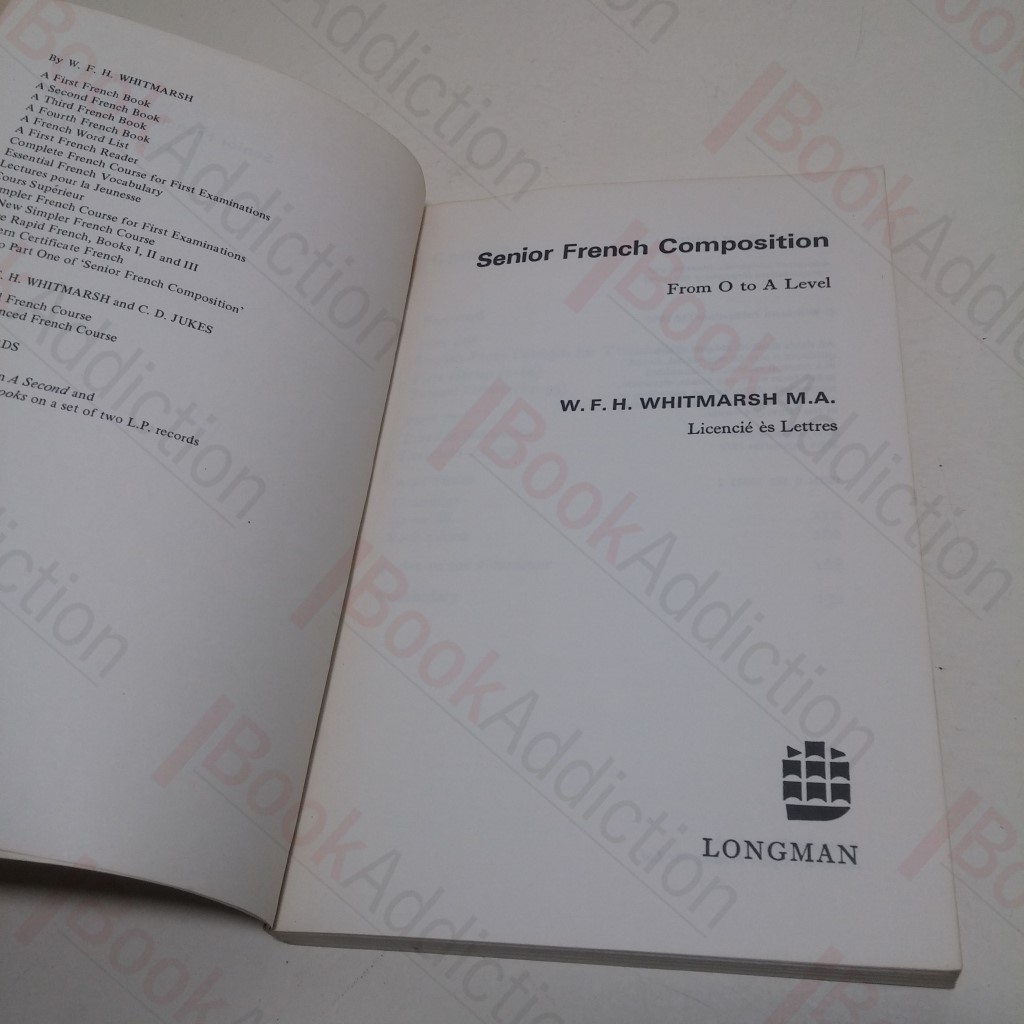 By W. F. H. WHITMARSH
A First French Book
A Second French Book
A Third French Book
A Fourth French Book
A French Word List
A First French Reader
Complete French Course for First Examinations
Essential French Vocabulary
Lectures pour la Jeunesse
Cours Supérieur
Simpler French Course for First Examinations
New Simpler French Course
Rapid French, Books I, II and III
Certificate French
Part One of 'Senior French Composition'
H. WHITMARSH and C. D. JUKES
French Course
French Course
A Second and
on a set of two L.P. records
Senior French Composition
From O to A Level
W. F. H. WHITMARSH M.A.
Licencié ès Lettres
LONGMAN
BookAddiction